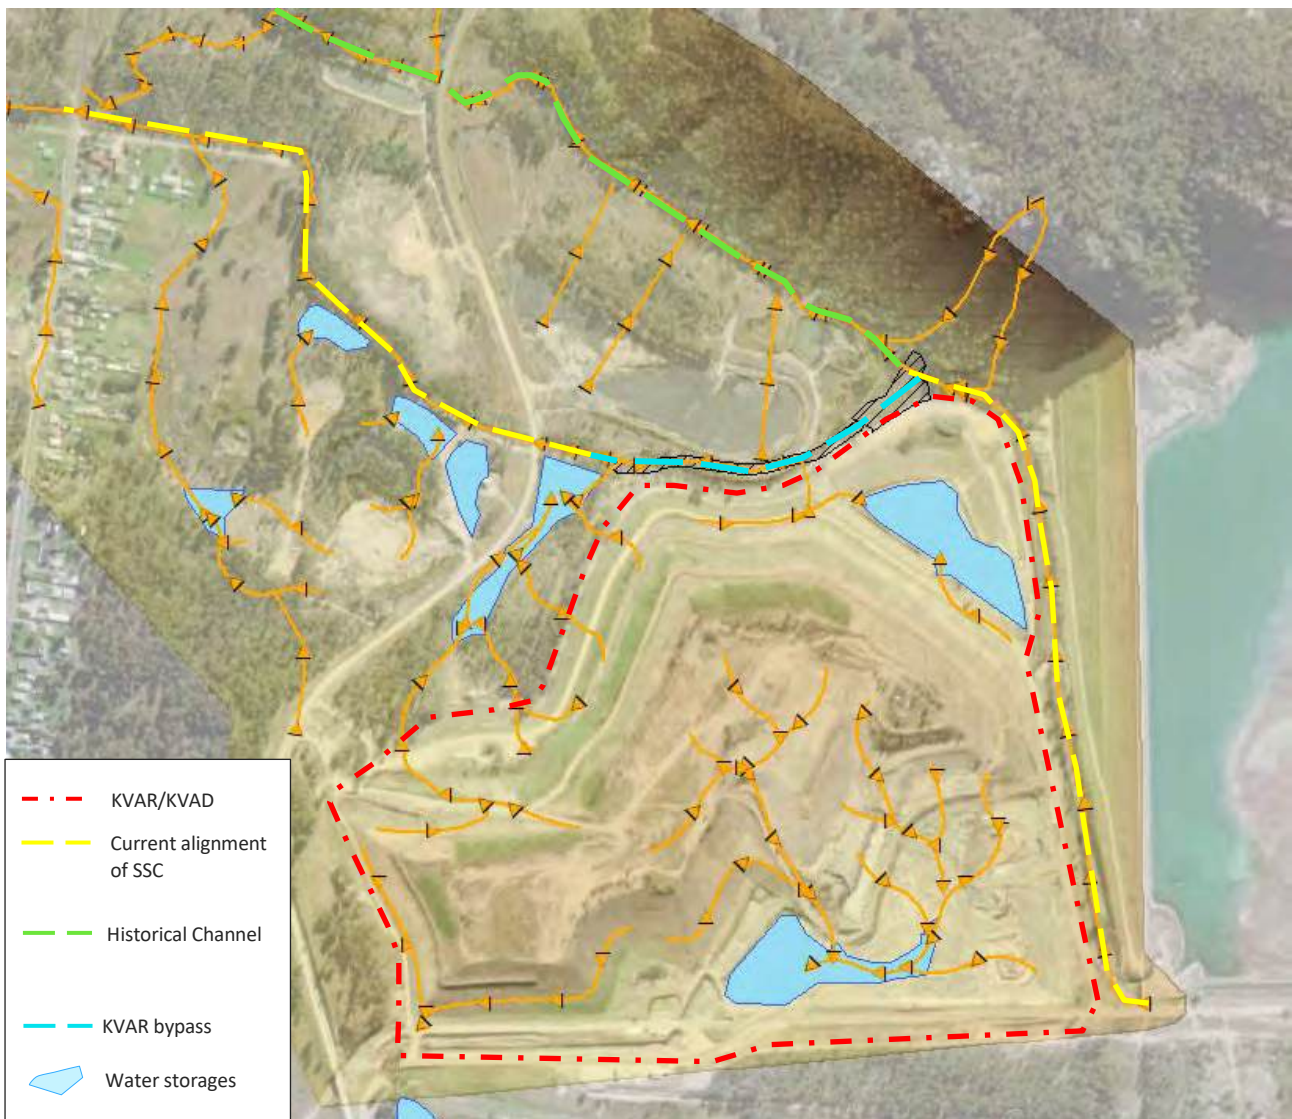 KVAR/KVAD
Current alignment
of SSC
Historical Channel
KVAR bypass
Water storages